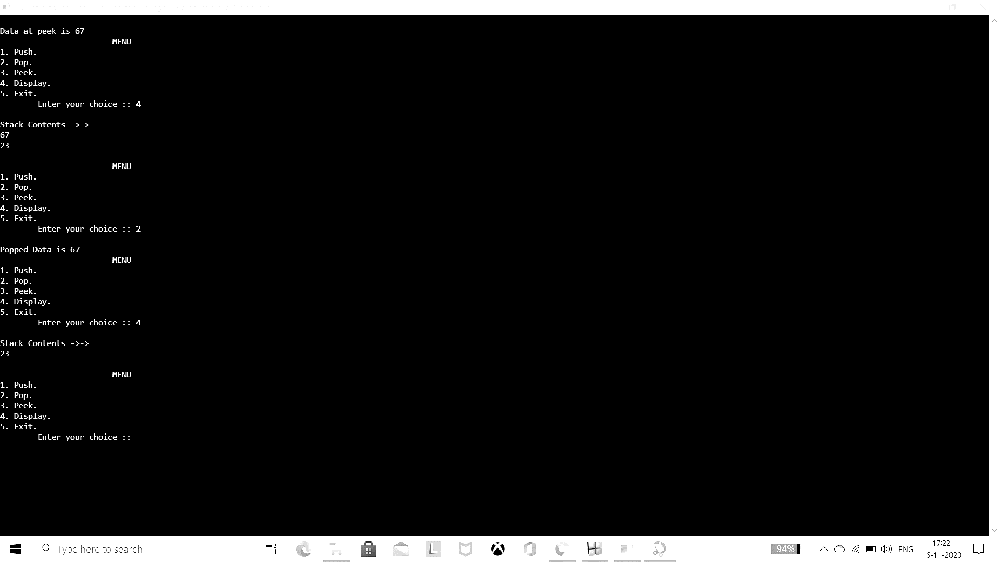 Data at peek is 67
MENU
1. Push.
2. Pop.
3. Peek.
4. Display.
5. Exit.
Enter your choice :: 4
Stack Contents ->->
67
23
MENU
1. Push.
2. Pop.
3. Peek.
4. Display.
5. Exit.
Enter your choice :: 2
Popped Data is 67
MENU
1. Push.
2. Pop.
3. Peek.
4. Display.
5. Exit.
Enter your choice :: 4
Stack Contents ->->
23
MENU
1. Push.
2. Pop.
3. Peek.
4. Display.
5. Exit.
Enter your choice ::
Type here to search
L
94%
ENG
17:22
16-11-2020